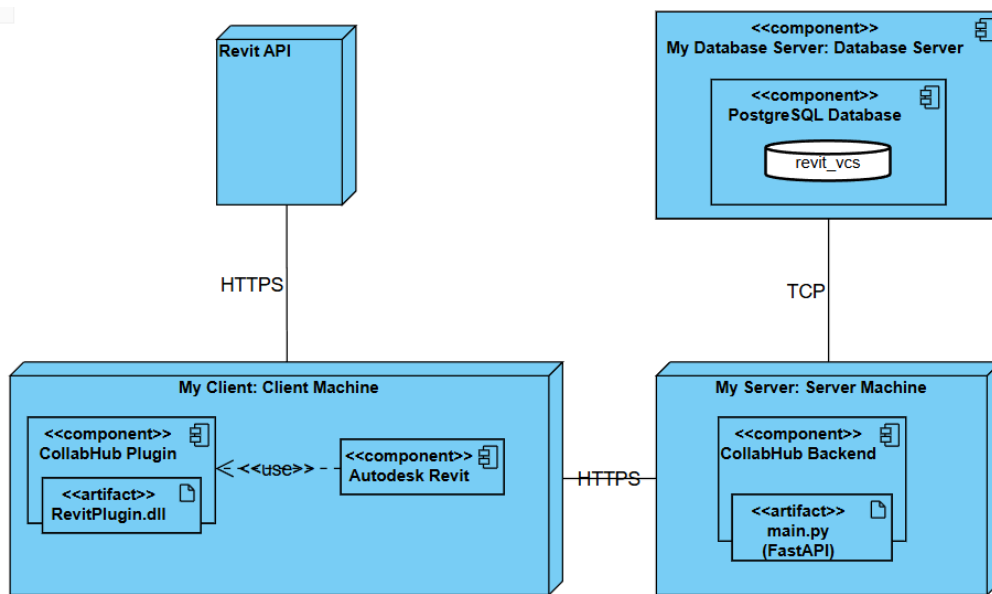 Revit API
<<component>>
My Database Server: Database Server
<<component>>
PostgreSQL Database
revit_vcs
HTTPS
TCP
My Client: Client Machine
<<component>>
CollabHub Plugin
<<artifact>>
RevitPlugin.dll
<<use>>
<<component>>
Autodesk Revit
HTTPS
My Server: Server Machine
<<component>>
CollabHub Backend
<<artifact>>
main.py
(FastAPI)